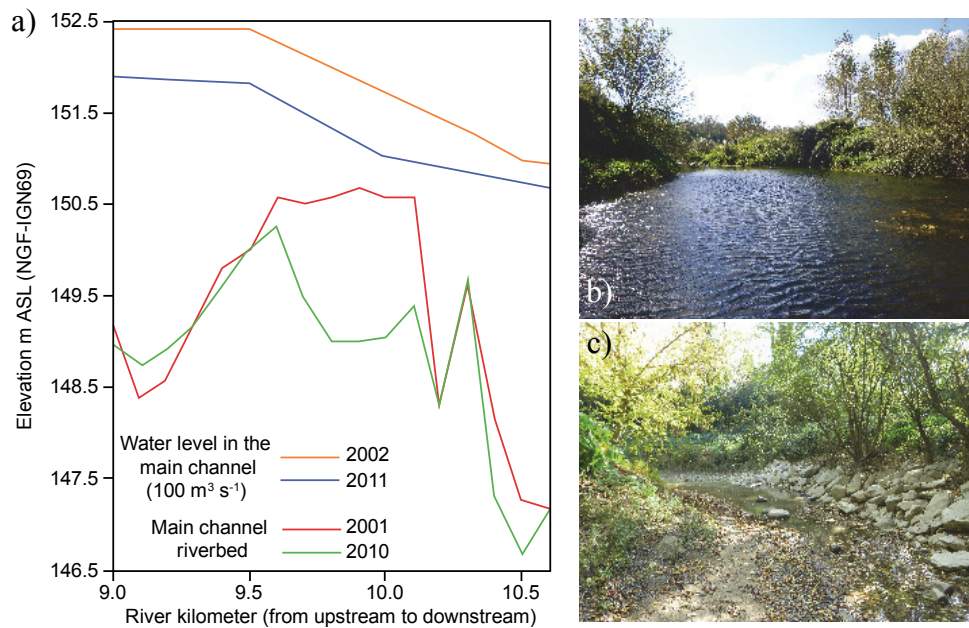 a)
152.5
151.5
150.5
149.5
148.5
147.5
146.5
Elevation m ASL (NGF-IGN69)
Water level in the
main channel
(100 m³ s⁻¹)
2002
2011
Main channel
riverbed
2001
2010
9.0
9.5
10.0
10.5
River kilometer (from upstream to downstream)
b)
c)